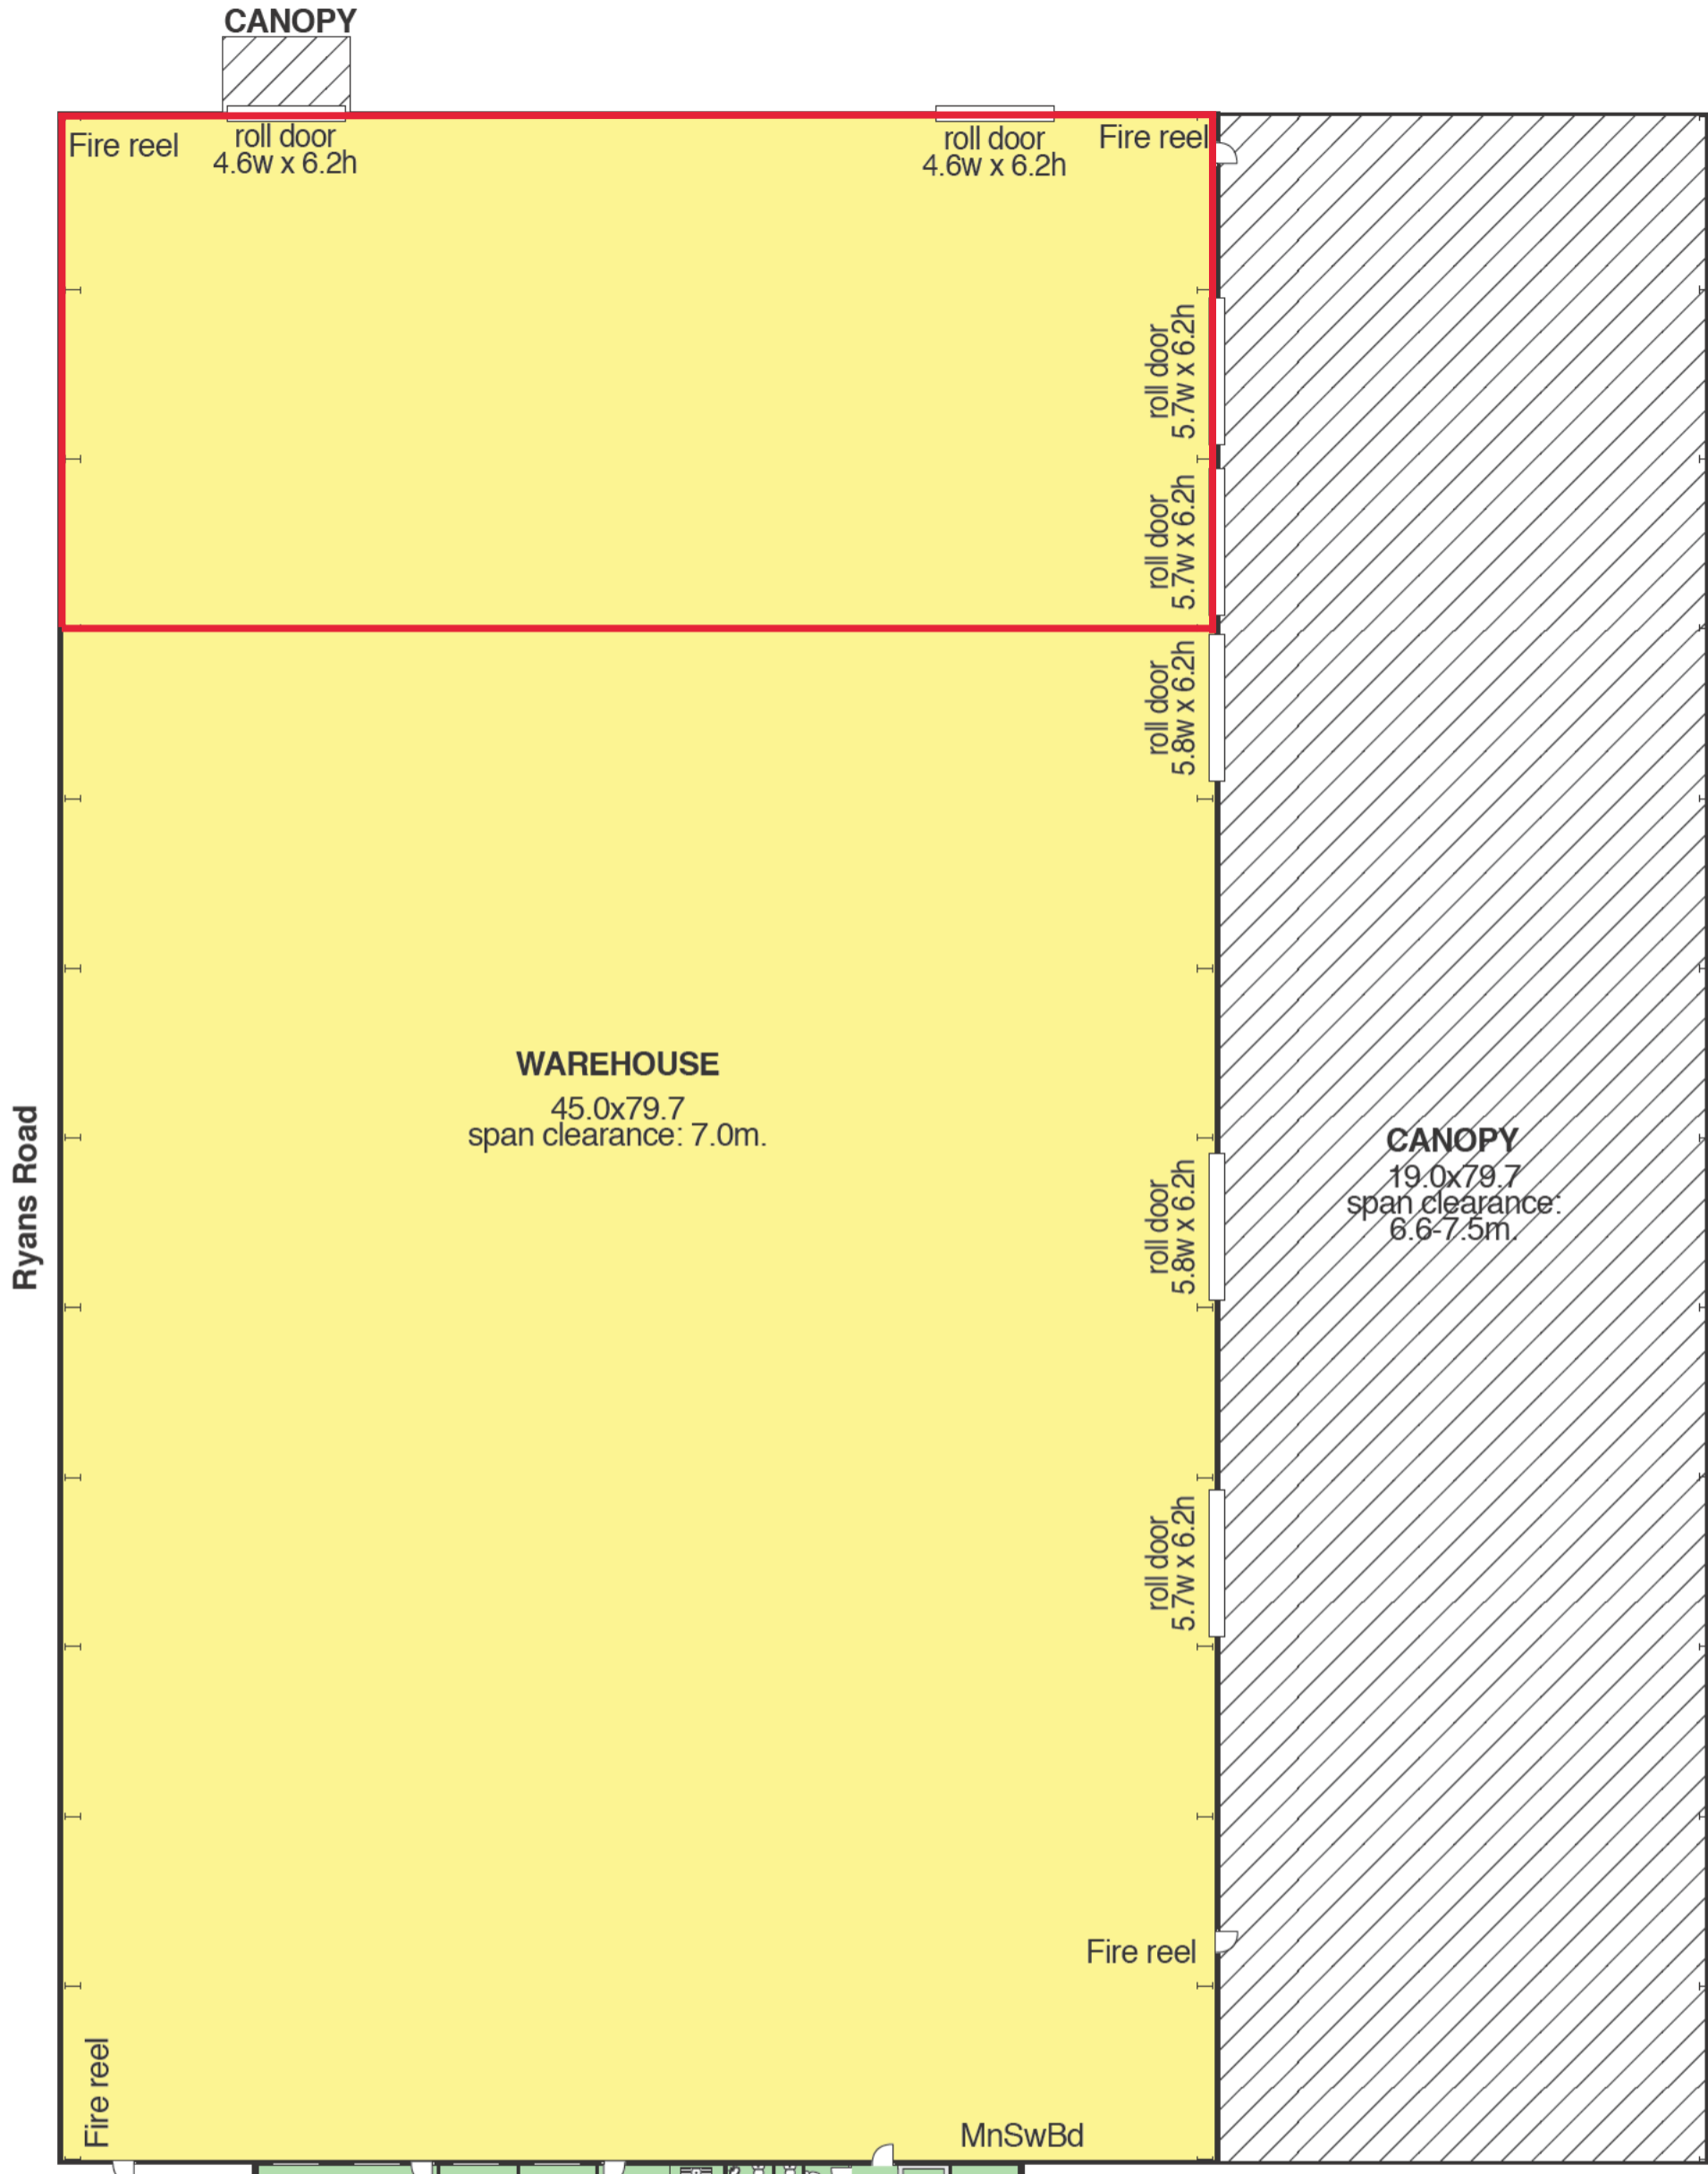 CANOPY
Fire reel
roll door
4.6w x 6.2h
roll door
4.6w x 6.2h
Fire reel
roll door
5.7w x 6.2h
roll door
5.7w x 6.2h
roll door
5.8w x 6.2h
WAREHOUSE
45.0x79.7
span clearance: 7.0m.
Ryans Road
roll door
5.8w x 6.2h
CANOPY
19.0x79.7
span clearance:
6.6-7.5m.
roll door
5.7w x 6.2h
Fire reel
Fire reel
MnSwBd